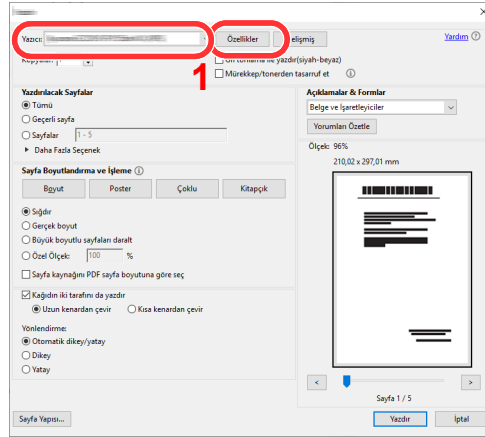 Yazıcı:
Özellikler
elişmiş
Yardım
Kopyalar: 1
Gri tonlama ile yazdır(siyah-beyaz)
Mürekkep/tonerden tasarruf et
1
Yazdırılacak Sayfalar
Tümü
Geçerli sayfa
Sayfalar 1 - 5
Daha Fazla Seçenek
Açıklamalar & Formlar
Belge ve İşaretleyiciler
Yorumları Özetle
Sayfa Boyutlandırma ve İşleme
Boyut Poster Çoklu Kitapçık
Sığdır
Gerçek boyut
Büyük boyutlu sayfaları daralt
Özel Ölçek: 100 %
Sayfa kaynağını PDF sayfa boyutuna göre seç
Kağıdın iki tarafını da yazdır
Uzun kenardan çevir Kısa kenardan çevir
Yönlendirme:
Otomatik dikey/yatay
Dikey
Yatay
Ölçek: 96%
210,02 x 297,01 mm
< >
Sayfa 1 / 5
Sayfa Yapısı...
Yazdır
İptal